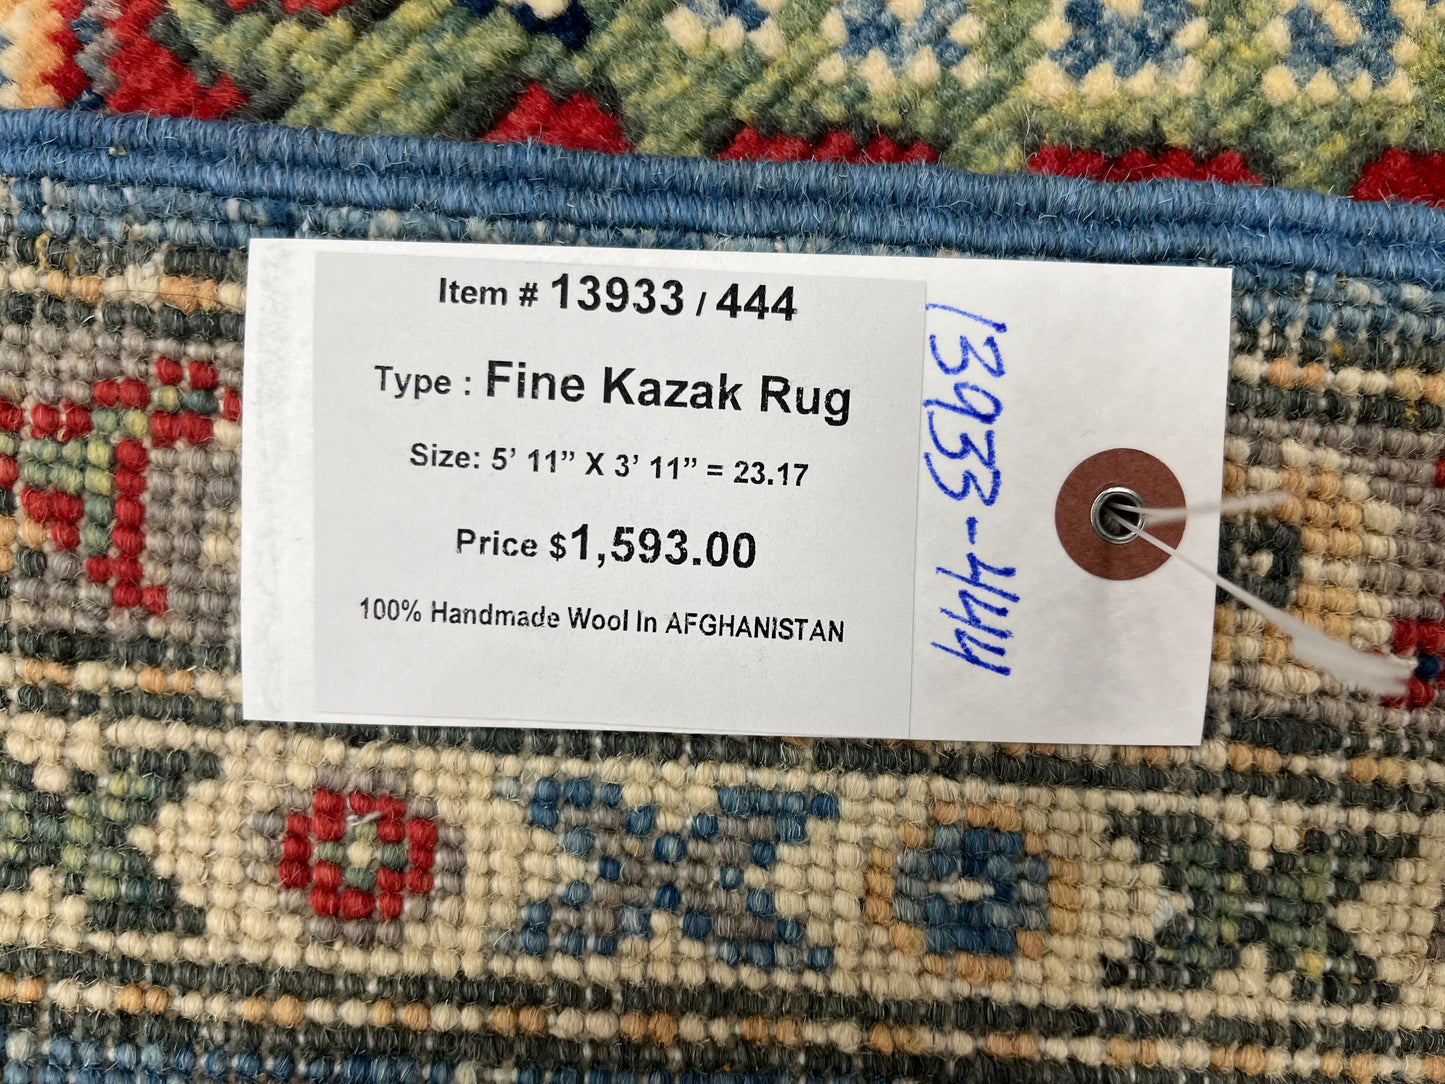 Item # 13933 / 444
Type : Fine Kazak Rug
Size: 5’ 11” X 3’ 11” = 23.17
Price $1,593.00
100% Handmade Wool In AFGHANISTAN
13933-444